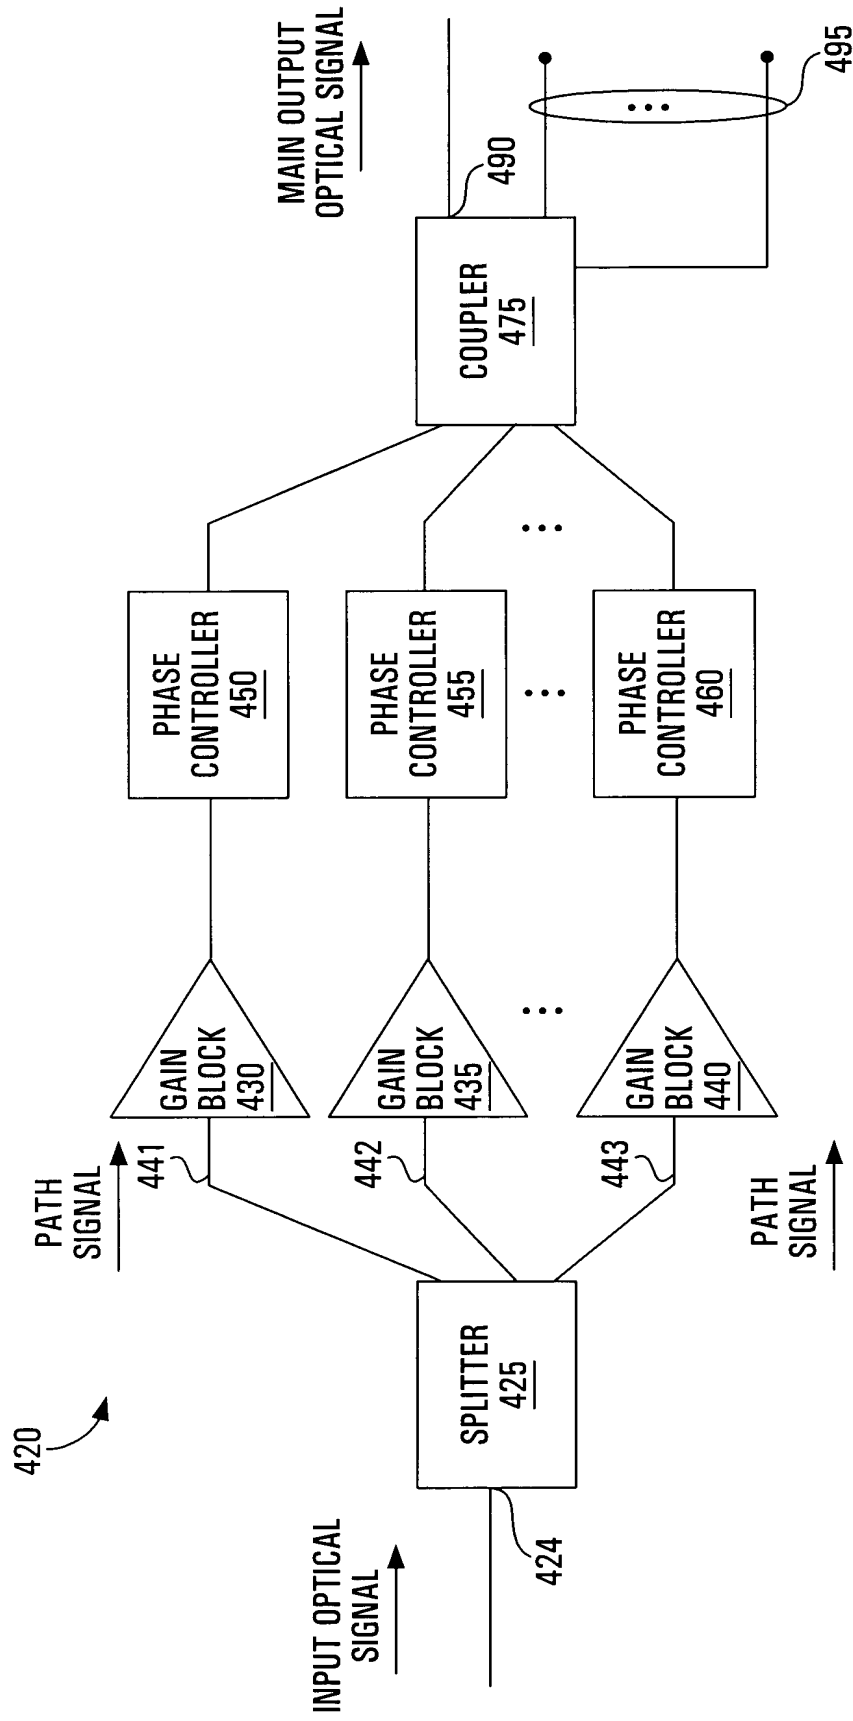 420
INPUT OPTICAL
SIGNAL
424
SPLITTER
425
PATH
SIGNAL
441
442
443
PATH
SIGNAL
GAIN
BLOCK
430
GAIN
BLOCK
435
GAIN
BLOCK
440
PHASE
CONTROLLER
450
PHASE
CONTROLLER
455
PHASE
CONTROLLER
460
COUPLER
475
490
MAIN OUTPUT
OPTICAL SIGNAL
495